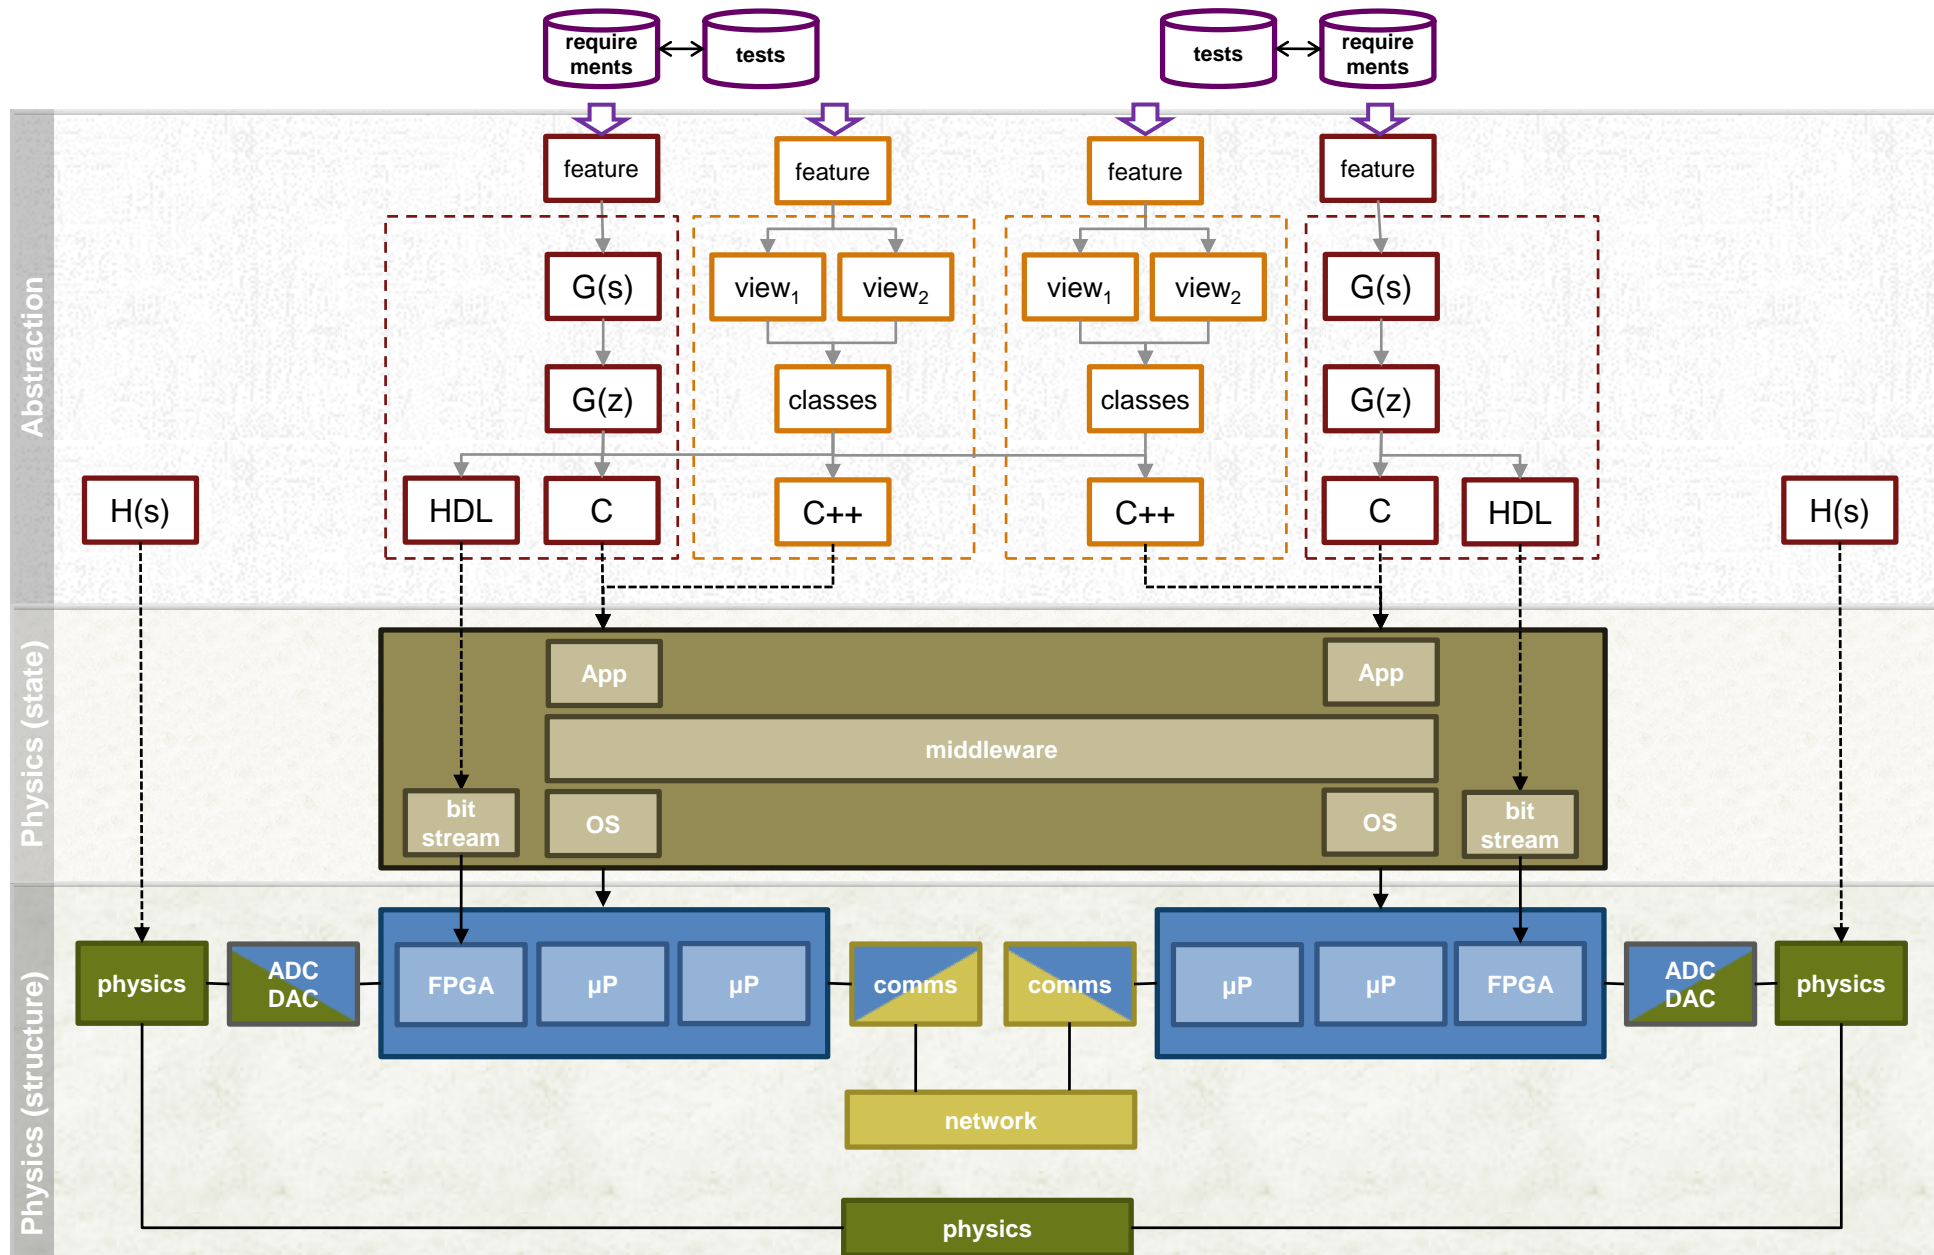 require
ments
tests
tests
require
ments
Abstraction
feature
feature
feature
feature
G(s)
view₁
view₂
view₁
view₂
G(s)
G(z)
classes
classes
G(z)
H(s)
HDL
C
C++
C++
C
HDL
H(s)
Physics (state)
App
App
middleware
bit
stream
OS
OS
bit
stream
Physics (structure)
physics
ADC
DAC
FPGA
µP
µP
comms
comms
µP
µP
FPGA
ADC
DAC
physics
network
physics